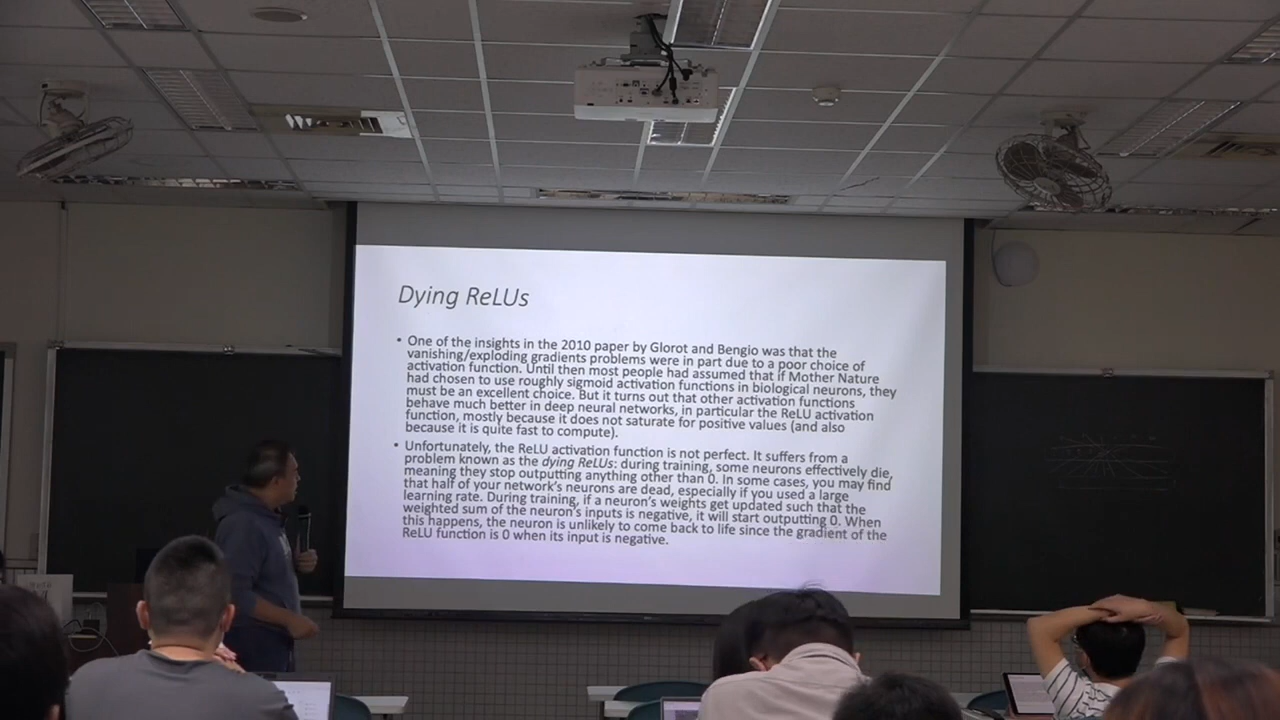 Dying ReLUs
• One of the insights in the 2010 paper by Glorot and Bengio was that the
vanishing/exploding gradients problems were in part due to a poor choice of
activation function. Until then most people had assumed that if Mother Nature
had chosen to use roughly sigmoid activation functions in biological neurons, they
must be an excellent choice. But it turns out that other activation functions
behave much better in deep neural networks, in particular the ReLU activation
function, mostly because it does not saturate for positive values (and also
because it is quite fast to compute).
• Unfortunately, the ReLU activation function is not perfect. It suffers from a
problem known as the dying ReLUs: during training, some neurons effectively die,
meaning they stop outputting anything other than 0. In some cases, you may find
that half of your network's neurons are dead, especially if you used a large
learning rate. During training, if a neuron's weights get updated such that the
weighted sum of the neuron's inputs is negative, it will start outputting 0. When
this happens, the neuron is unlikely to come back to life since the gradient of the
ReLU function is 0 when its input is negative.